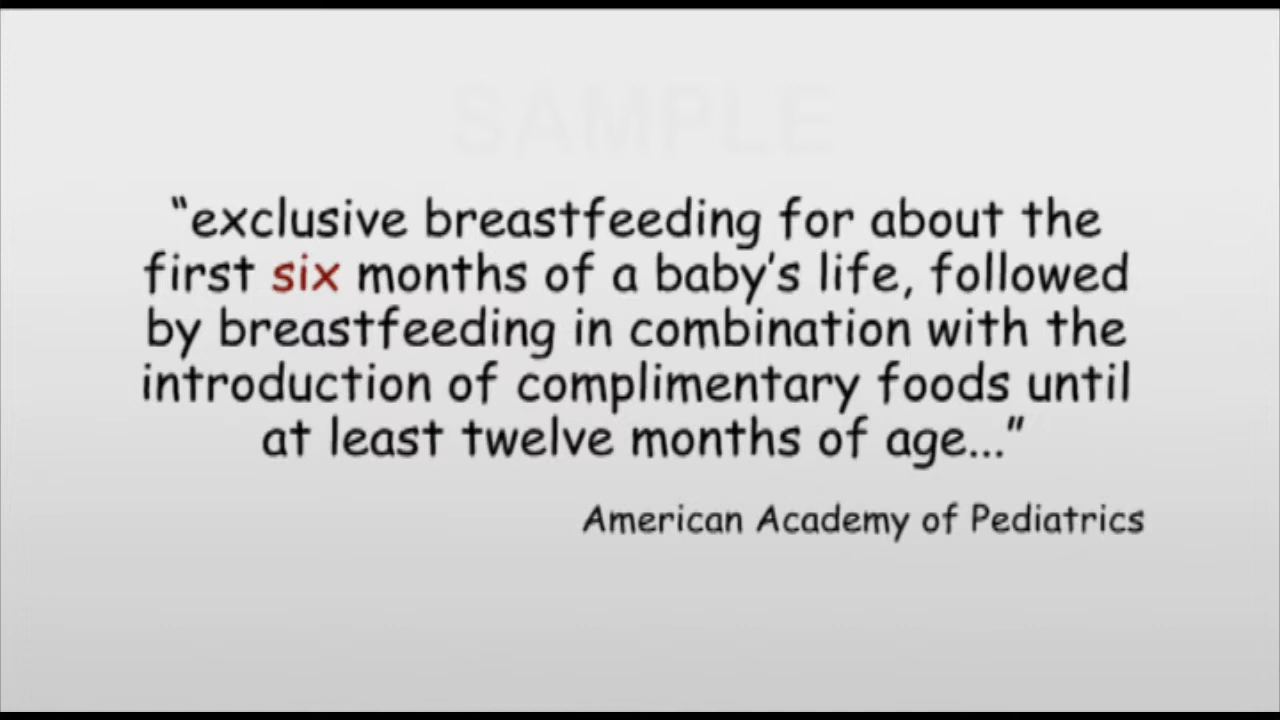 SAMPLE
“exclusive breastfeeding for about the
first six months of a baby’s life, followed
by breastfeeding in combination with the
introduction of complimentary foods until
at least twelve months of age...”
American Academy of Pediatrics